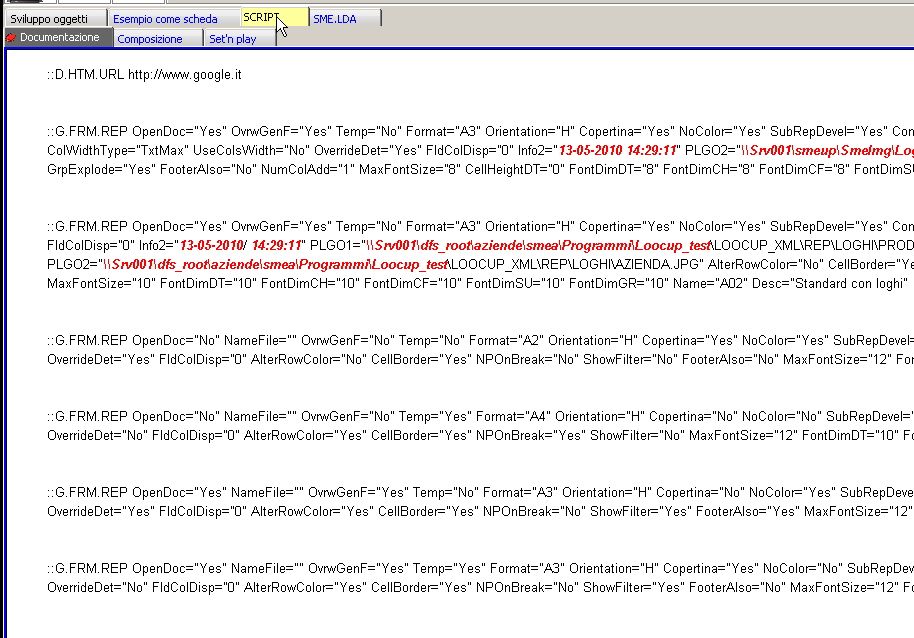 Sviluppo oggetti Esempio come scheda SCRIPT SME.LDA
Documentazione Composizione Set'n play
::D.HTM.URL http://www.google.it
::G.FRM.REP OpenDoc="Yes" OvrwGenF="Yes" Temp="No" Format="A3" Orientation="H" Copertina="Yes" NoColor="Yes" SubRepDevel="Yes" Con
ColWidthType="TxtMax" UseColsWidth="No" OverrideDet="Yes" FldColDisp="0" Info2="13-05-2010 14:29:11" PLGO2="\\Srv001\smeup\SmeImg\Log
GrpExplode="Yes" FooterAlso="No" NumColAdd="1" MaxFontSize="8" CellHeightDT="0" FontDimDT="8" FontDimCH="8" FontDimCF="8" FontDimSU
::G.FRM.REP OpenDoc="Yes" OvrwGenF="Yes" Temp="No" Format="A3" Orientation="H" Copertina="Yes" NoColor="Yes" SubRepDevel="Yes" Con
FldColDisp="0" Info2="13-05-2010/ 14:29:11" PLGO1="\\Srv001\dfs_root\aziende\smea\Programmi\Loocup_test\LOOCUP_XML\REP\LOGHI\PROD
PLGO2="\\Srv001\dfs_root\aziende\smea\Programmi\Loocup_test\LOOCUP_XML\REP\LOGHI\AZIENDA.JPG" AlterRowColor="No" CellBorder="Ye
MaxFontSize="10" FontDimDT="10" FontDimCH="10" FontDimCF="10" FontDimSU="10" FontDimGR="10" Name="A02" Desc="Standard con loghi"
::G.FRM.REP OpenDoc="No" NameFile="" OvrwGenF="No" Temp="No" Format="A2" Orientation="H" Copertina="Yes" NoColor="Yes" SubRepDevel=
OverrideDet="Yes" FldColDisp="0" AlterRowColor="No" CellBorder="Yes" NPOnBreak="No" ShowFilter="No" FooterAlso="No" MaxFontSize="12" For
::G.FRM.REP OpenDoc="No" NameFile="" OvrwGenF="No" Temp="Yes" Format="A4" Orientation="H" Copertina="No" NoColor="No" SubRepDevel="
OverrideDet="No" FldColDisp="0" AlterRowColor="Yes" CellBorder="Yes" NPOnBreak="Yes" ShowFilter="No" MaxFontSize="12" FontDimDT="10" F
::G.FRM.REP OpenDoc="Yes" NameFile="" OvrwGenF="Yes" Temp="No" Format="A3" Orientation="H" Copertina="No" NoColor="Yes" SubRepDev
OverrideDet="Yes" FldColDisp="0" AlterRowColor="Yes" CellBorder="Yes" NPOnBreak="No" ShowFilter="Yes" FooterAlso="Yes" MaxFontSize="12"
::G.FRM.REP OpenDoc="Yes" NameFile="" OvrwGenF="Yes" Temp="Yes" Format="A3" Orientation="H" Copertina="Yes" NoColor="No" SubRepDev
OverrideDet="No" FldColDisp="0" AlterRowColor="Yes" CellBorder="Yes" NPOnBreak="No" ShowFilter="Yes" FooterAlso="No" MaxFontSize="12" Fo